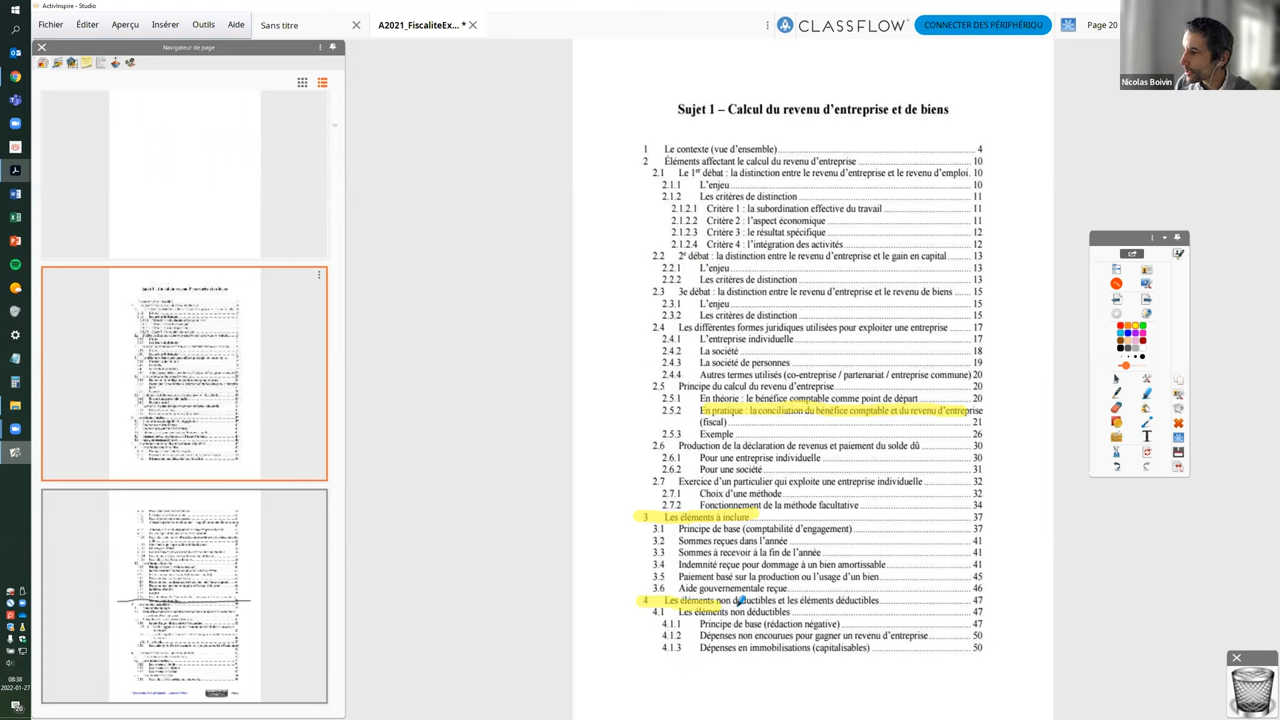 ActivInspire - Studio
Fichier Éditer Aperçu Insérer Outils Aide
Sans titre
A2021_FiscaliteEx... *
CLASSFLOW
CONNECTER DES PÉRIPHÉRIQU
Page 20
Nicolas Boivin
Navigateur de page
Sujet 1 – Calcul du revenu d'entreprise et de biens
1 Le contexte (vue d'ensemble) 4
2 Éléments affectant le calcul du revenu d'entreprise 10
2.1 Le 1er débat : la distinction entre le revenu d'entreprise et le revenu d'emploi. 10
2.1.1 L'enjeu 10
2.1.2 Les critères de distinction 11
2.1.2.1 Critère 1 : la subordination effective du travail 11
2.1.2.2 Critère 2 : l'aspect économique 11
2.1.2.3 Critère 3 : le résultat spécifique 12
2.1.2.4 Critère 4 : l'intégration des activités 12
2.2 2e débat : la distinction entre le revenu d'entreprise et le gain en capital 13
2.2.1 L'enjeu 13
2.2.2 Les critères de distinction 13
2.3 3e débat : la distinction entre le revenu d'entreprise et le revenu de biens 15
2.3.1 L'enjeu 15
2.3.2 Les critères de distinction 15
2.4 Les différentes formes juridiques utilisées pour exploiter une entreprise 17
2.4.1 L'entreprise individuelle 17
2.4.2 La société 18
2.4.3 La société de personnes 19
2.4.4 Autres termes utilisés (co-entreprise / partenariat / entreprise commune) 20
2.5 Principe du calcul du revenu d'entreprise 20
2.5.1 En théorie : le bénéfice comptable comme point de départ 20
2.5.2 En pratique : la conciliation du bénéfice comptable et du revenu d'entreprise
(fiscal) 21
2.5.3 Exemple 26
2.6 Production de la déclaration de revenus et paiement du solde dû 30
2.6.1 Pour une entreprise individuelle 30
2.6.2 Pour une société 31
2.7 Exercice d'un particulier qui exploite une entreprise individuelle 32
2.7.1 Choix d'une méthode 32
2.7.2 Fonctionnement de la méthode facultative 34
3 Les éléments à inclure 37
3.1 Principe de base (comptabilité d'engagement) 37
3.2 Sommes reçues dans l'année 41
3.3 Sommes à recevoir à la fin de l'année 41
3.4 Indemnité reçue pour dommage à un bien amortissable 41
3.5 Paiement basé sur la production ou l'usage d'un bien 45
3.6 Aide gouvernementale reçue 46
4 Les éléments non déductibles et les éléments déductibles 47
4.1 Les éléments non déductibles 47
4.1.1 Principe de base (rédaction négative) 47
4.1.2 Dépenses non encourues pour gagner un revenu d'entreprise 50
4.1.3 Dépenses en immobilisations (capitalisables) 50
08:38
2022-01-27